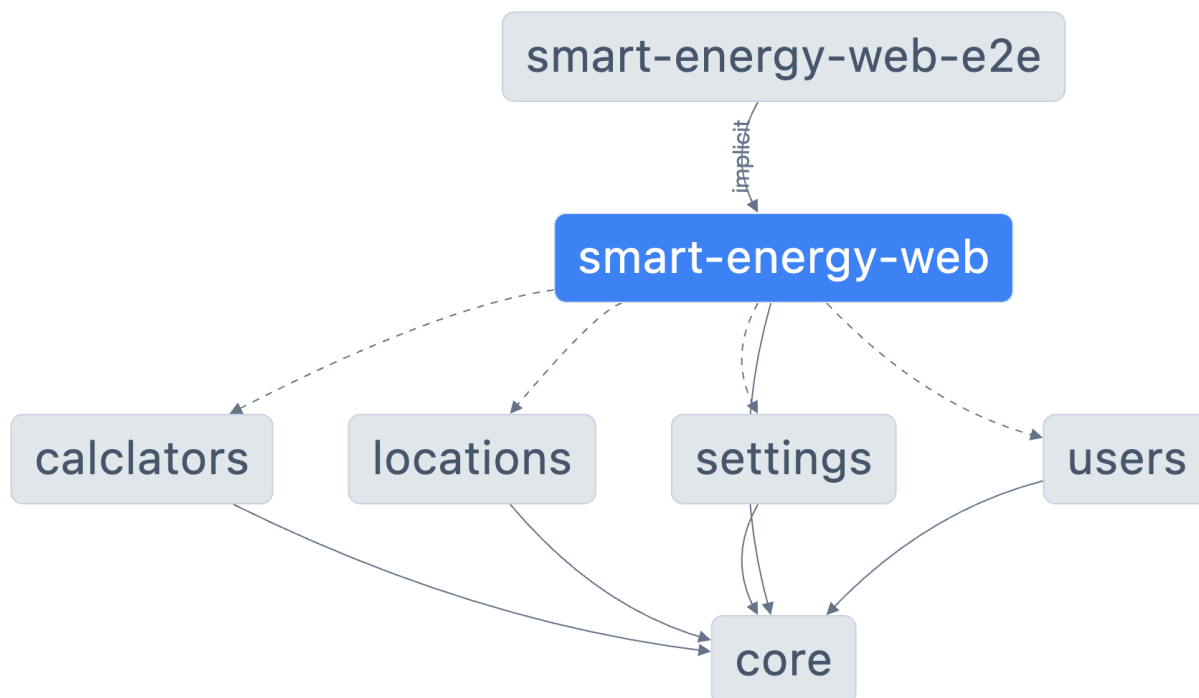 smart-energy-web-e2e
implicit
smart-energy-web
calclators
locations
settings
users
core